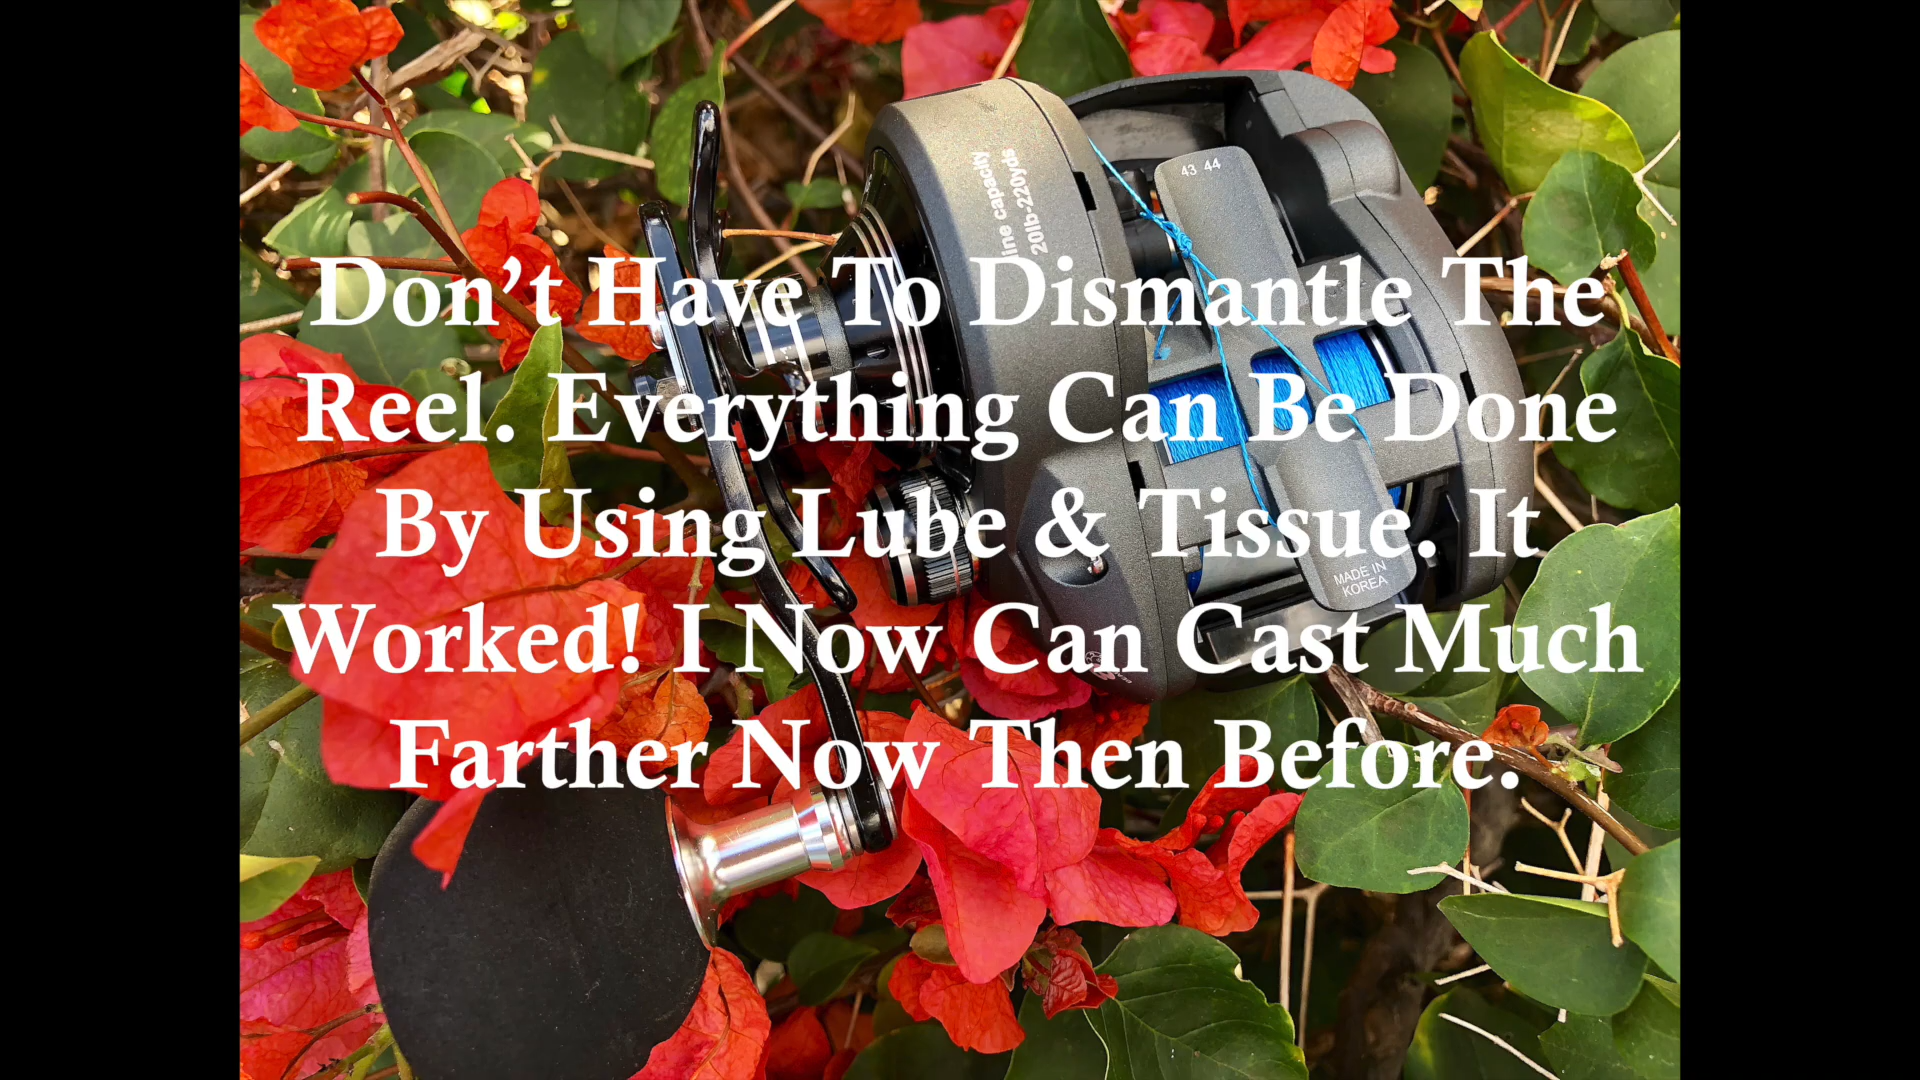 line capacity
20lb-220yds
43 44
Don't Have To Dismantle The
Reel. Everything Can Be Done
By Using Lube & Tissue. It
Worked! I Now Can Cast Much
Farther Now Then Before.
MADE IN
KOREA